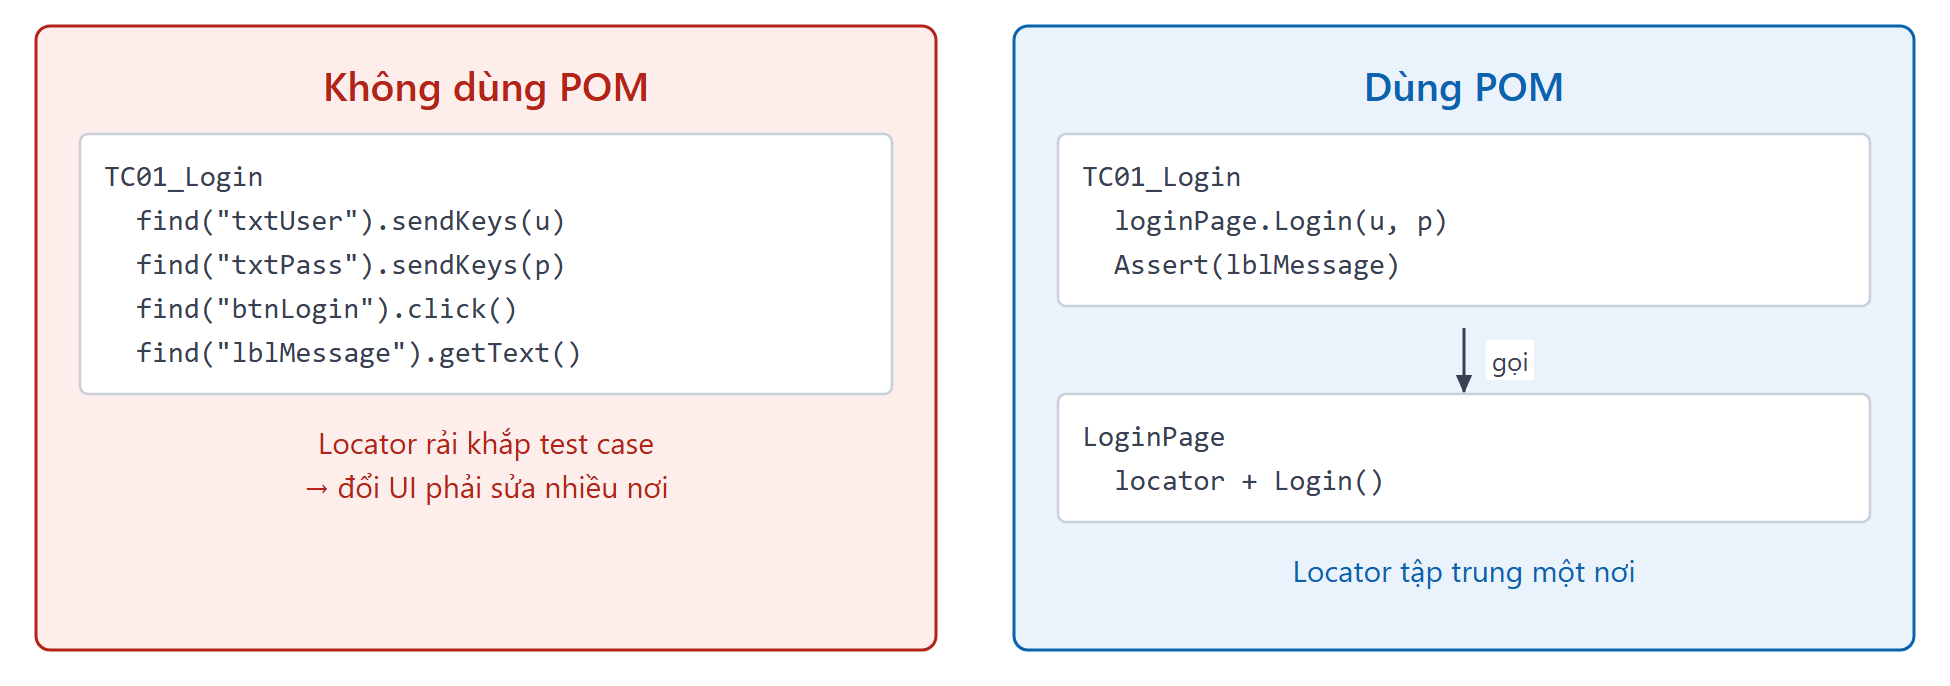 Không dùng POM
TC01_Login
find("txtUser").sendKeys(u)
find("txtPass").sendKeys(p)
find("btnLogin").click()
find("lblMessage").getText()
Locator rải khắp test case
→ đổi UI phải sửa nhiều nơi
Dùng POM
TC01_Login
loginPage.Login(u, p)
Assert(lblMessage)
gọi
LoginPage
locator + Login()
Locator tập trung một nơi